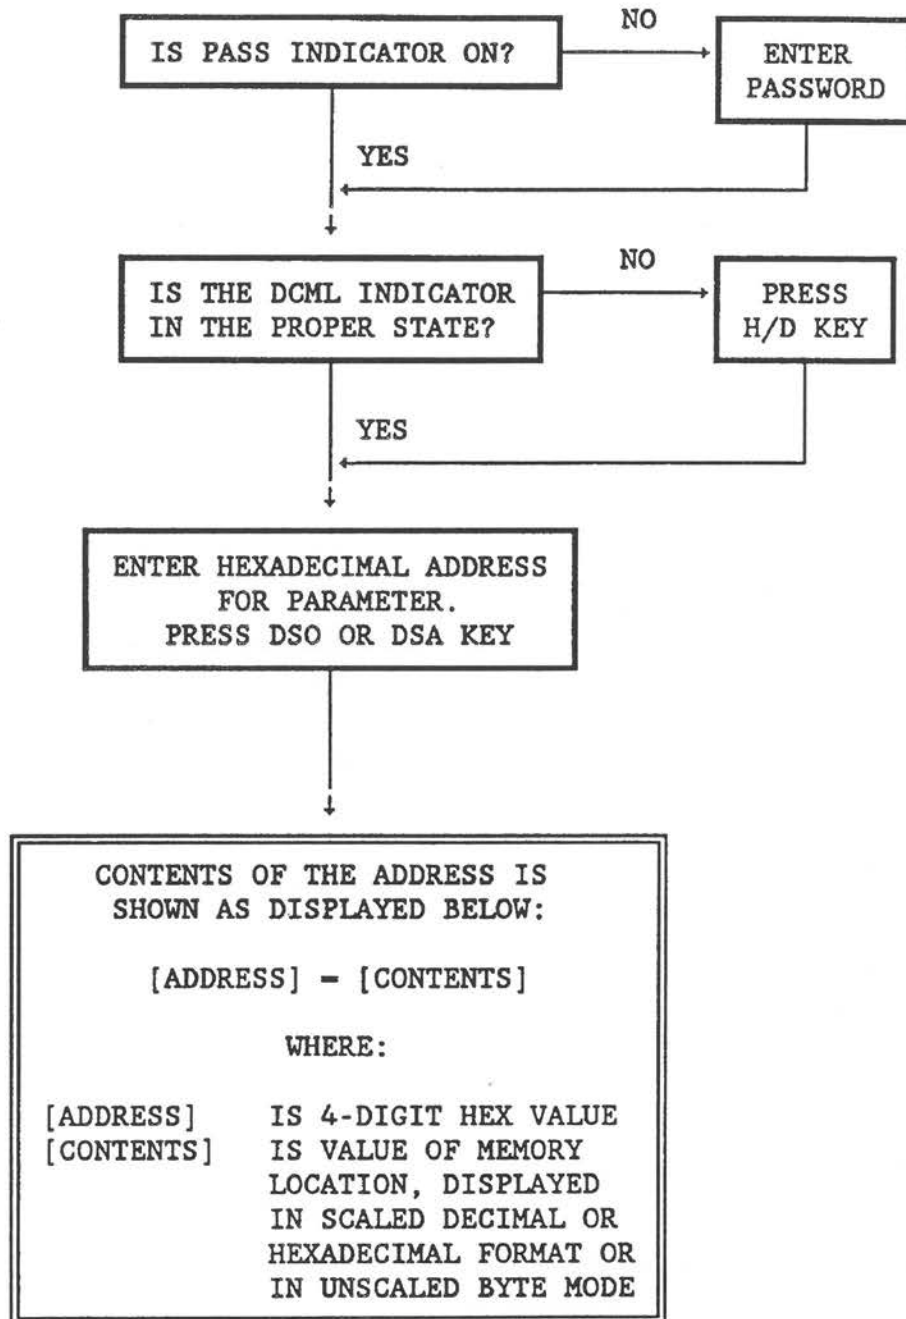 NO
IS PASS INDICATOR ON?
ENTER
PASSWORD
YES
NO
IS THE DCML INDICATOR
IN THE PROPER STATE?
PRESS
H/D KEY
YES
ENTER HEXADECIMAL ADDRESS
FOR PARAMETER.
PRESS DSO OR DSA KEY
CONTENTS OF THE ADDRESS IS
SHOWN AS DISPLAYED BELOW:
[ADDRESS] = [CONTENTS]
WHERE:
[ADDRESS] IS 4-DIGIT HEX VALUE
[CONTENTS] IS VALUE OF MEMORY
LOCATION, DISPLAYED
IN SCALED DECIMAL OR
HEXADECIMAL FORMAT OR
IN UNSCALED BYTE MODE